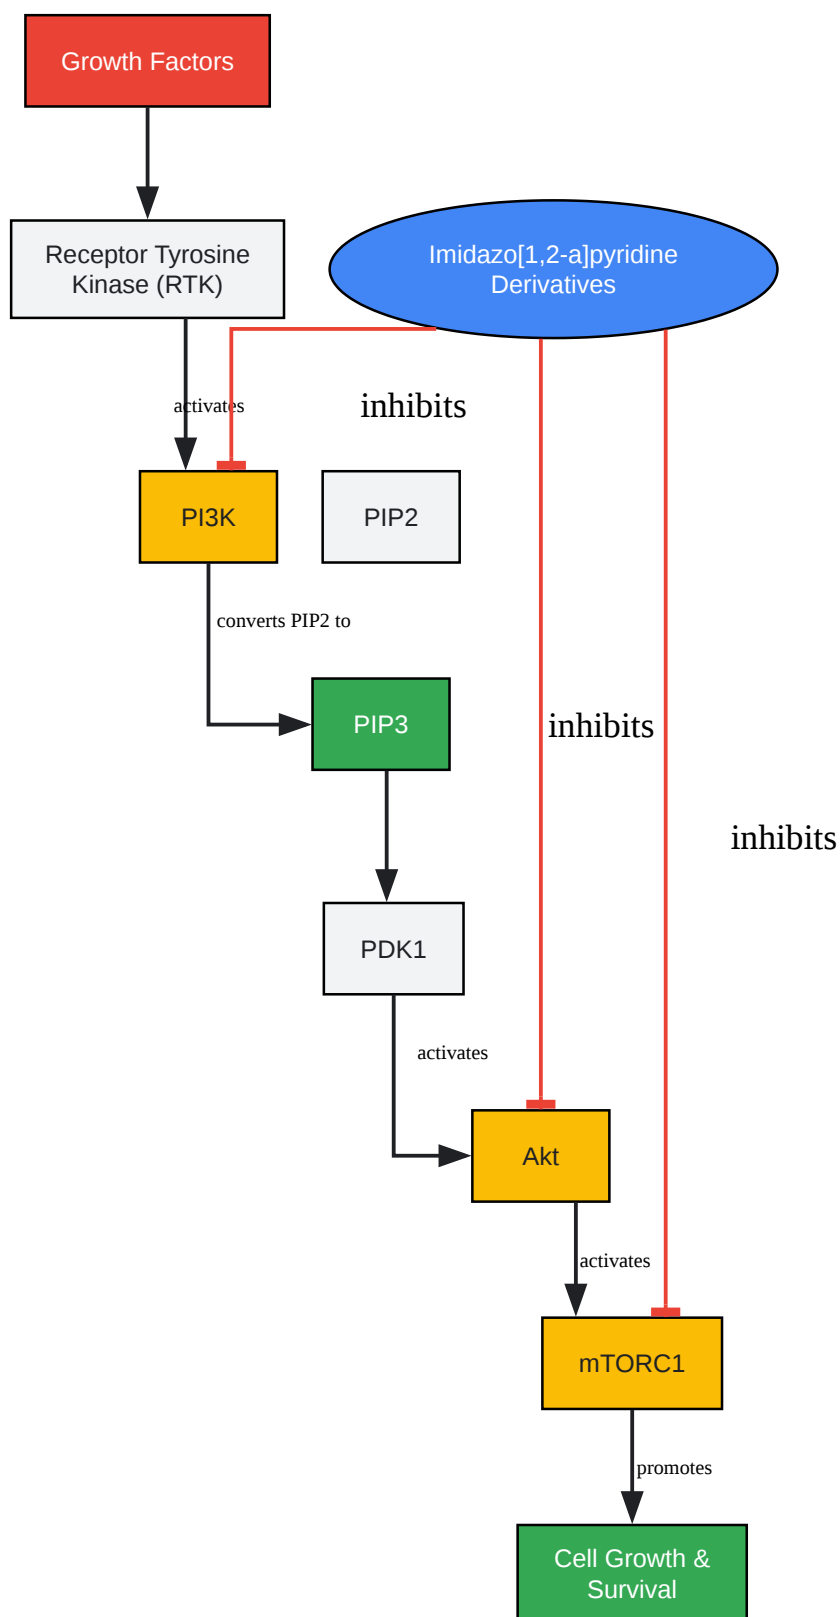 Growth Factors
Receptor Tyrosine
Kinase (RTK)
Imidazo[1,2-a]pyridine
Derivatives
activates
inhibits
PI3K
PIP2
converts PIP2 to
PIP3
inhibits
inhibits
PDK1
activates
Akt
activates
mTORC1
promotes
Cell Growth &
Survival